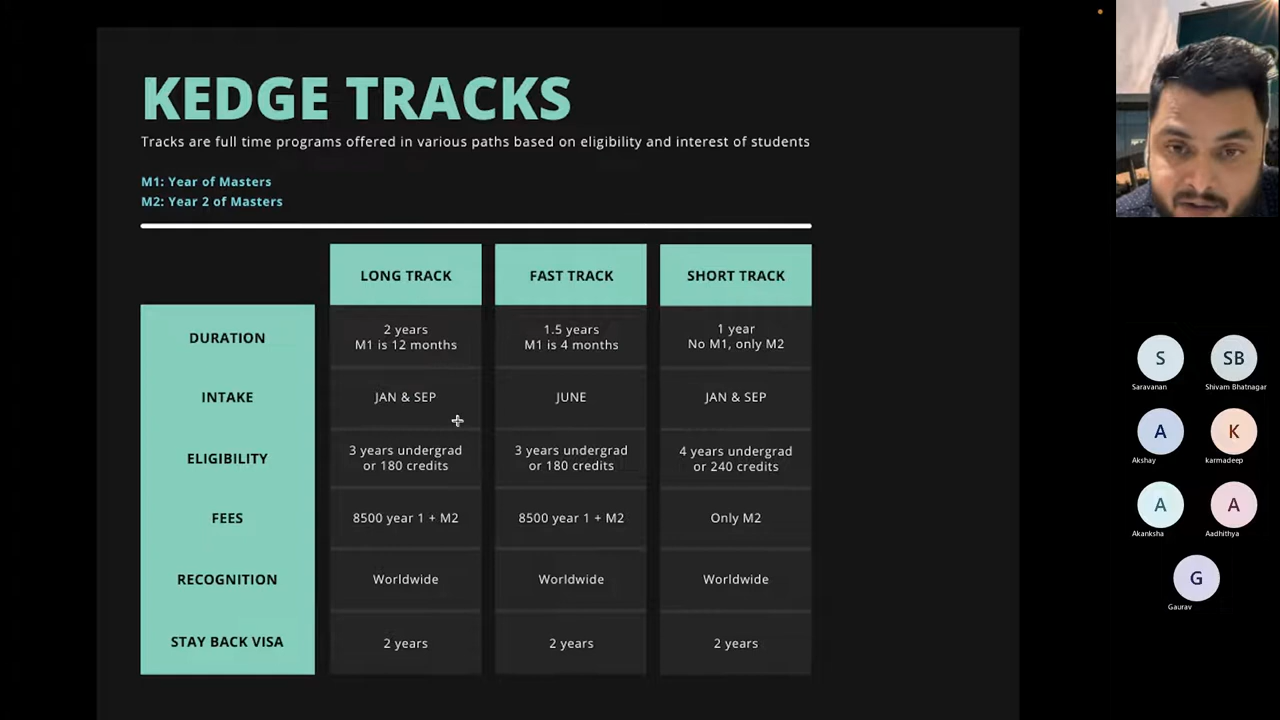 KEDGE TRACKS
Tracks are full time programs offered in various paths based on eligibility and interest of students
M1: Year of Masters
M2: Year 2 of Masters
LONG TRACK
FAST TRACK
SHORT TRACK
DURATION
2 years
M1 is 12 months
1.5 years
M1 is 4 months
1 year
No M1, only M2
INTAKE
JAN & SEP
JUNE
JAN & SEP
ELIGIBILITY
3 years undergrad
or 180 credits
3 years undergrad
or 180 credits
4 years undergrad
or 240 credits
FEES
8500 year 1 + M2
8500 year 1 + M2
Only M2
RECOGNITION
Worldwide
Worldwide
Worldwide
STAY BACK VISA
2 years
2 years
2 years
S
Saravanan
SB
Shivam Bhatnagar
A
Akshay
K
karmadeep
A
Akanksha
A
Aadhithya
G
Gaurav